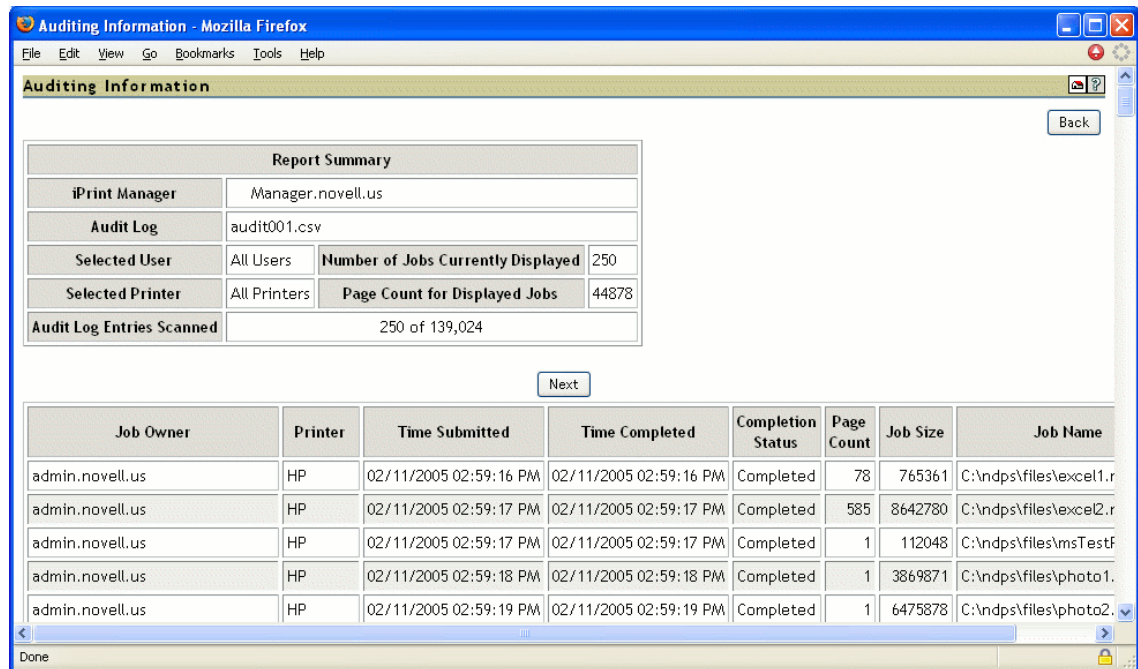 Auditing Information - Mozilla Firefox
File Edit View Go Bookmarks Tools Help
Auditing Information
?
Back
Report Summary
iPrint Manager Manager.novell.us
Audit Log audit001.csv
Selected User All Users Number of Jobs Currently Displayed 250
Selected Printer All Printers Page Count for Displayed Jobs 44878
Audit Log Entries Scanned 250 of 139,024
Next
Job Owner Printer Time Submitted Time Completed Completion Status Page Count Job Size Job Name
admin.novell.us HP 02/11/2005 02:59:16 PM 02/11/2005 02:59:16 PM Completed 78 765361 C:\ndps\files\excel1.r
admin.novell.us HP 02/11/2005 02:59:17 PM 02/11/2005 02:59:17 PM Completed 585 8642780 C:\ndps\files\excel2.r
admin.novell.us HP 02/11/2005 02:59:17 PM 02/11/2005 02:59:17 PM Completed 1 112048 C:\ndps\files\msTest
admin.novell.us HP 02/11/2005 02:59:18 PM 02/11/2005 02:59:18 PM Completed 1 3869871 C:\ndps\files\photo1.
admin.novell.us HP 02/11/2005 02:59:19 PM 02/11/2005 02:59:19 PM Completed 1 6475878 C:\ndps\files\photo2.
Done